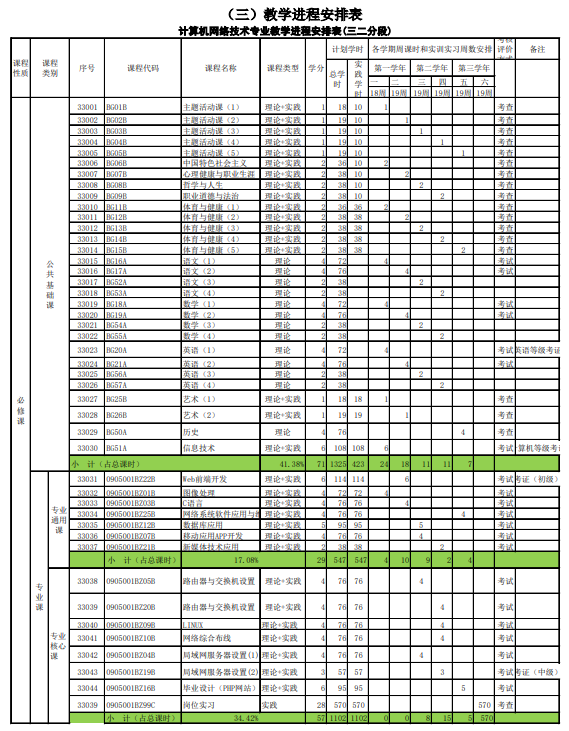 （三）教学进程安排表
计算机网络技术专业教学进程安排表(三二分段)
课程性质 课程类别 序号 课程代码 课程名称 课程类型 学分 计划学时 各学期周课时和实训实习周数安排 评价 备注
总学时 实践学时 第一学年 第二学年 第三学年
一 二 三 四 五 六
18周 19周 19周 19周 19周 19周
必修课 公共基础课
33001 BG01B 主题活动课（1） 理论+实践 1 18 10 1 考查
33002 BG02B 主题活动课（2） 理论+实践 1 19 10 1 考查
33003 BG03B 主题活动课（3） 理论+实践 1 19 10 1 考查
33004 BG04B 主题活动课（4） 理论+实践 1 19 10 1 考查
33005 BG05B 主题活动课（5） 理论+实践 1 19 10 1 考查
33006 BG06B 中国特色社会主义 理论+实践 2 36 10 2 考查
33007 BG07B 心理健康与职业生涯 理论+实践 2 38 10 2 考查
33008 BG08B 哲学与人生 理论+实践 2 38 10 2 考查
33009 BG09B 职业道德与法治 理论+实践 2 38 10 2 考查
33010 BG11B 体育与健康（1） 理论+实践 2 36 36 2 考查
33011 BG12B 体育与健康（2） 理论+实践 2 38 38 2 考查
33012 BG13B 体育与健康（3） 理论+实践 2 38 38 2 考查
33013 BG14B 体育与健康（4） 理论+实践 2 38 38 2 考查
33014 BG15B 体育与健康（5） 理论+实践 2 38 38 2 考查
33015 BG16A 语文（1） 理论 4 72 4 考试
33016 BG17A 语文（2） 理论 4 76 4 考试
33017 BG52A 语文（3） 理论 2 38 2
33018 BG53A 语文（4） 理论 2 38 2
33019 BG18A 数学（1） 理论 4 72 4 考试
33020 BG19A 数学（2） 理论 4 76 4 考试
33021 BG54A 数学（3） 理论 2 38 2
33022 BG55A 数学（4） 理论 2 38 2
33023 BG20A 英语（1） 理论 4 72 4 考试 英语等级考证
33024 BG21A 英语（2） 理论 4 76 4 考试
33025 BG56A 英语（3） 理论 2 38 2
33026 BG57A 英语（4） 理论 2 38 2
33027 BG25B 艺术（1） 理论+实践 1 18 18 1 考查
33028 BG26B 艺术（2） 理论+实践 1 19 19 1 考查
33029 BG50A 历史 理论 4 76 4 考查
33030 BG51A 信息技术 理论+实践 6 108 108 6 考试 算机等级考
小 计（占总课时） 41.38% 71 1325 423 24 18 11 11 7
专业课 专业通用课
33031 0905001BZ22B Web前端开发 理论+实践 6 114 114 6 考试 考证（初级）
33032 0905001BZ01B 图像处理 理论+实践 4 72 72 4 考试
33033 0905001BZ03B C语言 理论+实践 4 76 76 4 考试
33034 0905001BZ25B 网络系统软件应用与 理论+实践 4 76 76 4 考试
33035 0905001BZ12B 数据库应用 理论+实践 5 95 95 5 考试
33036 0905001BZ07B 移动应用APP开发 理论+实践 4 76 76 4 考试
33037 0905001BZ21B 新媒体技术应用 理论+实践 2 38 38 2 考试
小 计（占总课时） 17.08% 29 547 547 4 10 9 2 4
专业核心课
33038 0905001BZ05B 路由器与交换机设置 理论+实践 4 76 76 4 考试
33039 0905001BZ20B 路由器与交换机设置 理论+实践 4 76 76 4 考试
33040 0905001BZ09B LINUX 理论+实践 4 76 76 4 考试
33041 0905001BZ10B 网络综合布线 理论+实践 4 76 76 4 考试
33042 0905001BZ04B 局域网服务器设置(1) 理论+实践 4 76 76 4 考试
33043 0905001BZ19B 局域网服务器设置(2) 理论+实践 3 57 57 3 考试 考证（中级）
33044 0905001BZ16B 毕业设计（PHP网站） 理论+实践 6 95 95 5 考试
33039 0905001BZ99C 岗位实习 实践 28 570 570 570 考查
小 计（占总课时） 34.42% 57 1102 1102 0 0 8 15 5 570